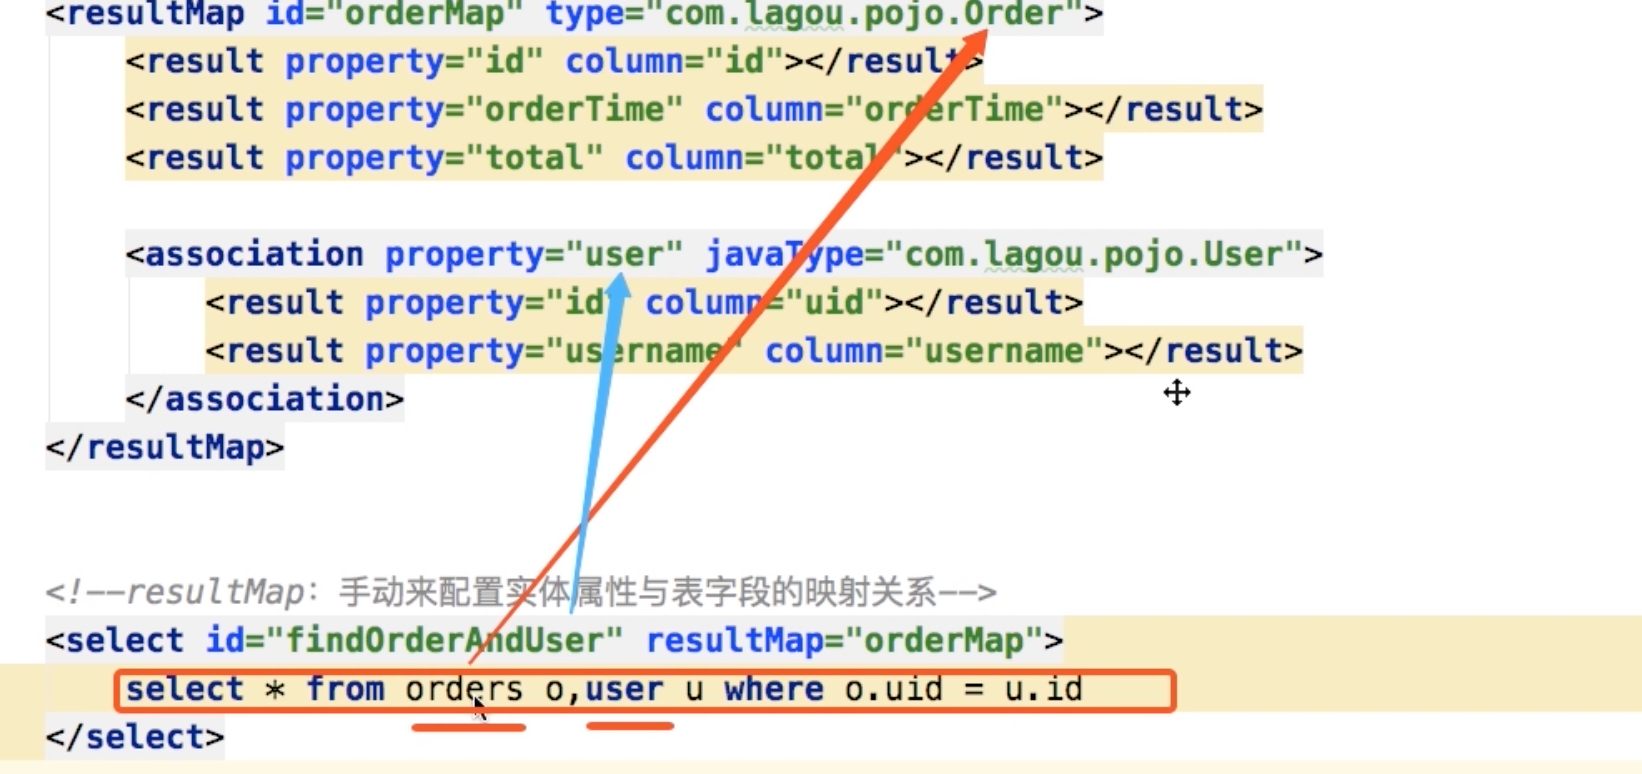 <resultMap id="orderMap" type="com.lagou.pojo.Order">
<result property="id" column="id"></result>
<result property="orderTime" column="orderTime"></result>
<result property="total" column="total"></result>
<association property="user" javaType="com.lagou.pojo.User">
<result property="id" column="uid"></result>
<result property="username" column="username"></result>
</association>
</resultMap>
<!--resultMap：手动来配置实体属性与表字段的映射关系-->
<select id="findOrderAndUser" resultMap="orderMap">
select * from orders o,user u where o.uid = u.id
</select>